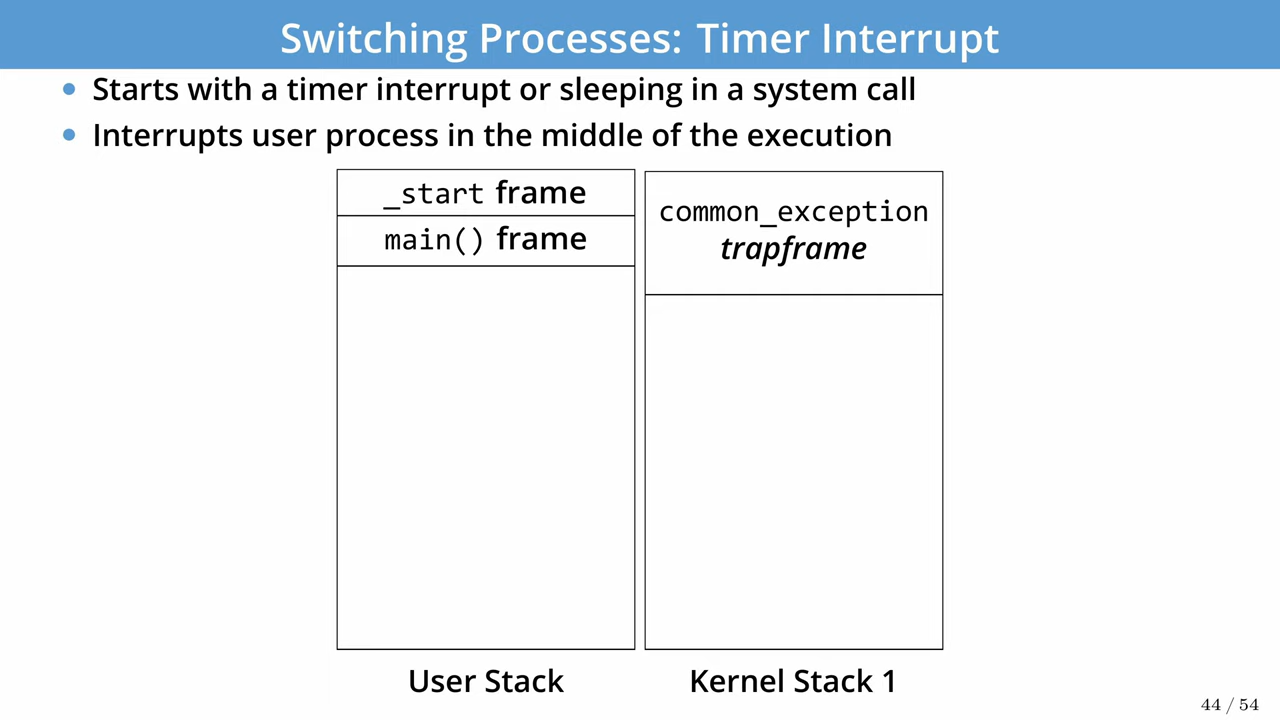 Switching Processes: Timer Interrupt
• Starts with a timer interrupt or sleeping in a system call
• Interrupts user process in the middle of the execution
_start frame
main() frame
common_exception
trapframe
User Stack
Kernel Stack 1
44 / 54